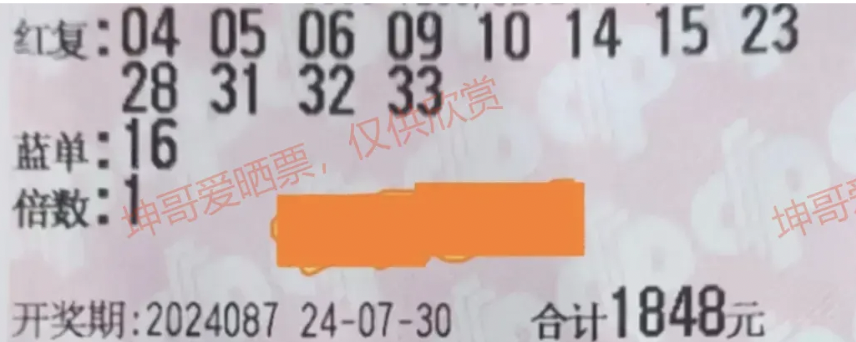 红复:04 05 06 09 10 14 15 23
28 31 32 33
蓝单:16
倍数:1
坤哥爱晒票,仅供欣赏
坤哥爱
开奖期:2024087 24-07-30 合计1848元